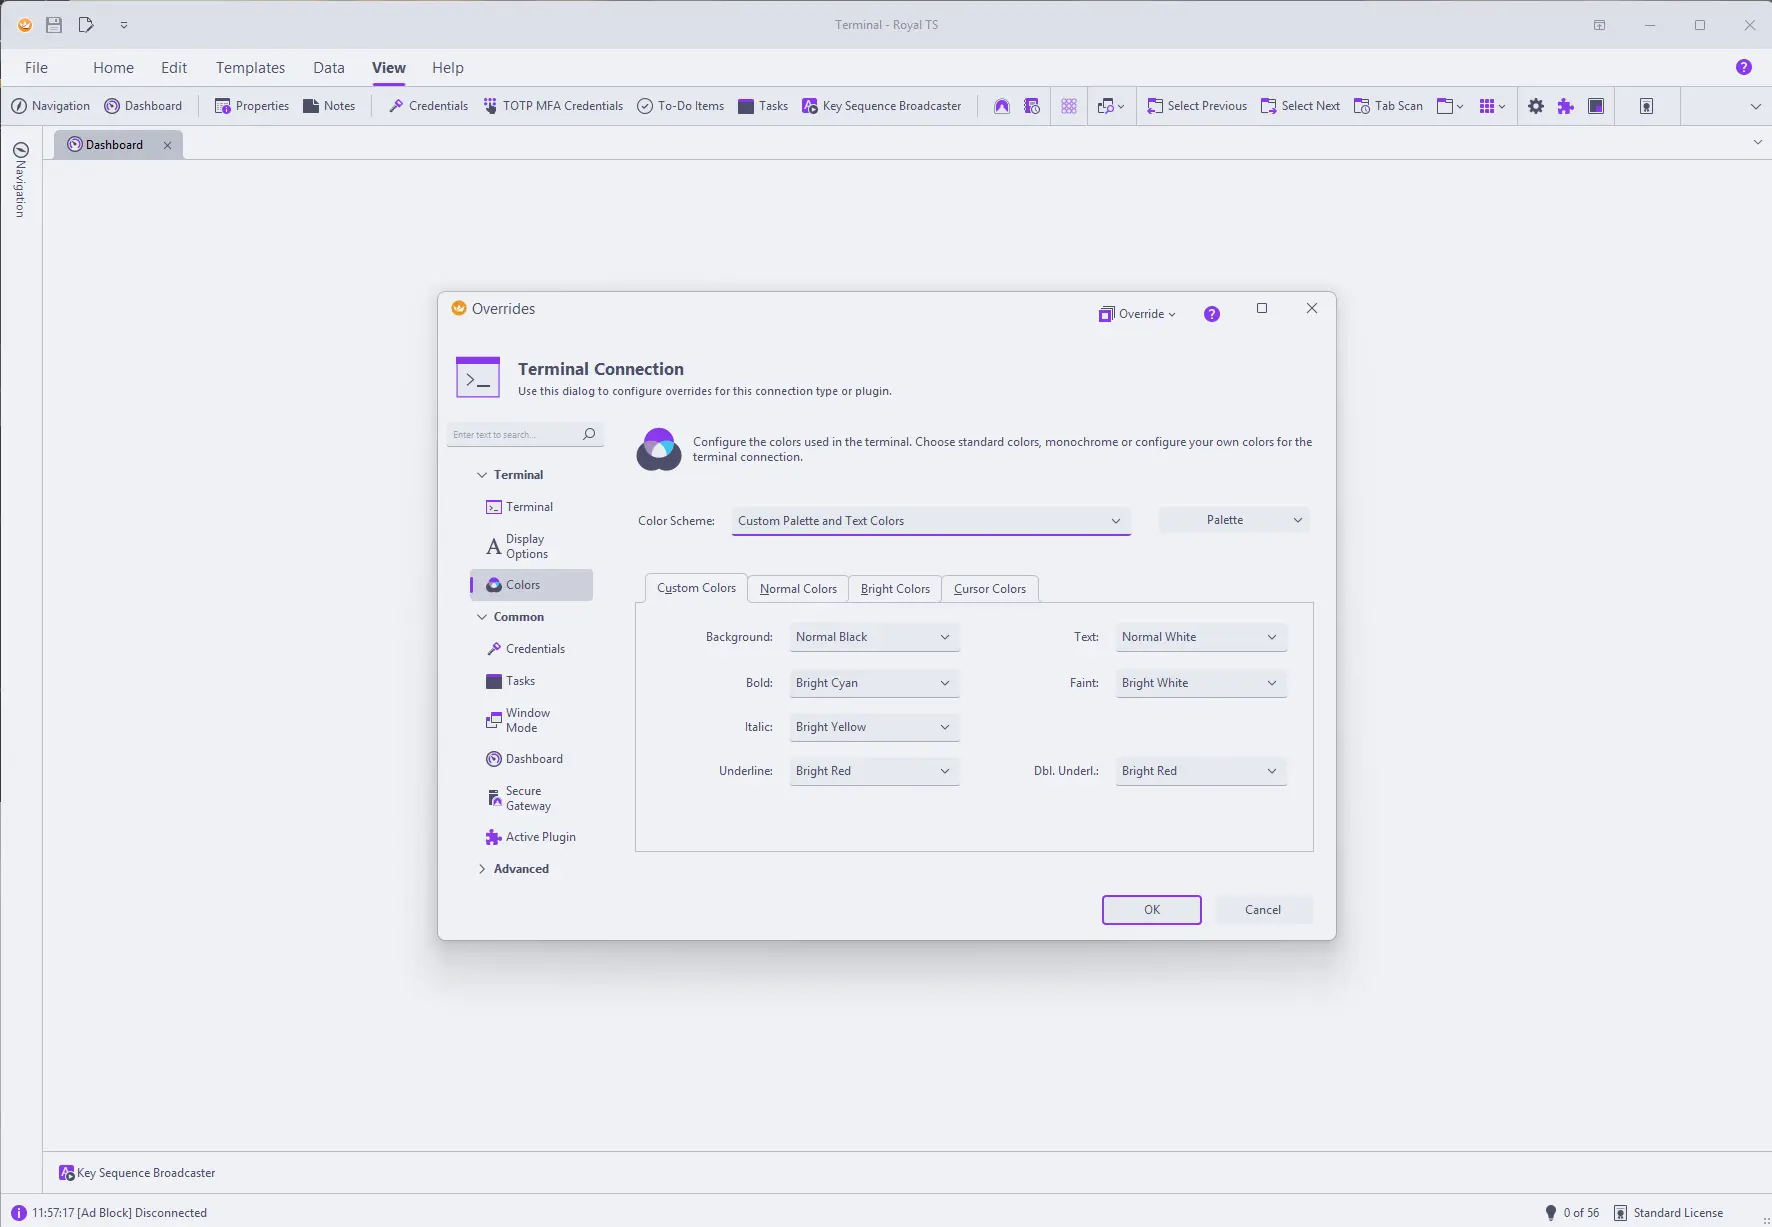 Terminal - Royal TS
File Home Edit Templates Data View Help
Navigation Dashboard Properties Notes Credentials TOTP MFA Credentials To-Do Items Tasks Key Sequence Broadcaster Select Previous Select Next Tab Scan
Dashboard
Navigation
Overrides
Override
Terminal Connection
Use this dialog to configure overrides for this connection type or plugin.
Enter text to search...
Terminal
Terminal
Display
Options
Colors
Common
Credentials
Tasks
Window
Mode
Dashboard
Secure
Gateway
Active Plugin
Advanced
Configure the colors used in the terminal. Choose standard colors, monochrome or configure your own colors for the
terminal connection.
Color Scheme: Custom Palette and Text Colors Palette
Custom Colors Normal Colors Bright Colors Cursor Colors
Background: Normal Black Text: Normal White
Bold: Bright Cyan Faint: Bright White
Italic: Bright Yellow
Underline: Bright Red Dbl. Underl.: Bright Red
OK Cancel
Key Sequence Broadcaster
11:57:17 [Ad Block] Disconnected 0 of 56 Standard License